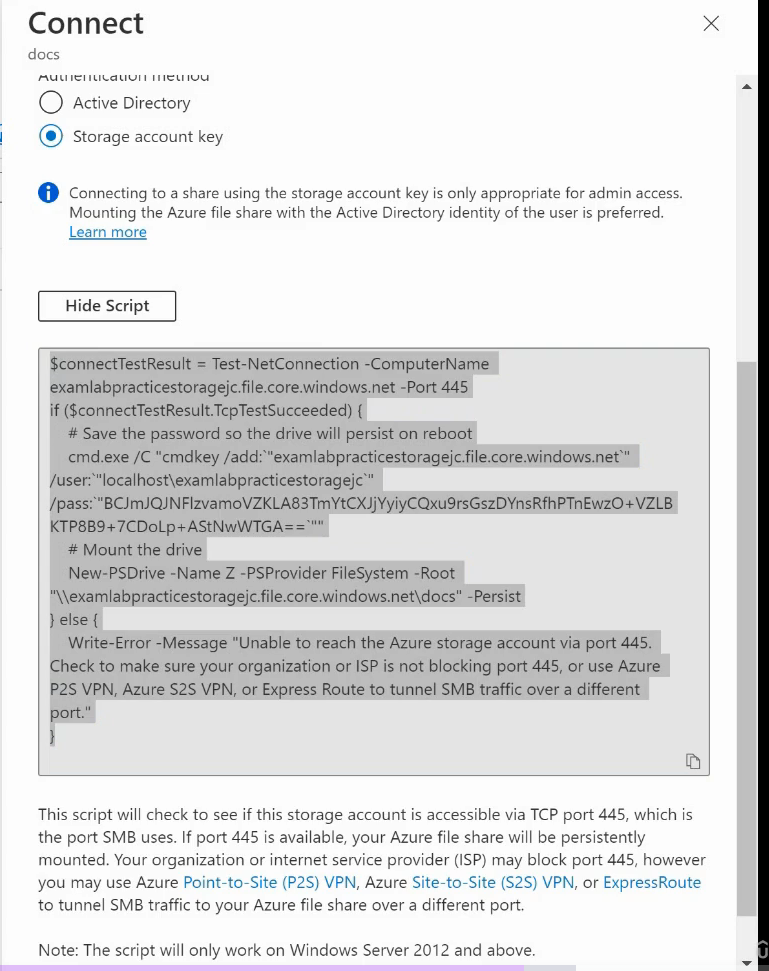 Connect
docs
Authentication method
Active Directory
Storage account key
Connecting to a share using the storage account key is only appropriate for admin access.
Mounting the Azure file share with the Active Directory identity of the user is preferred.
Learn more
Hide Script
$connectTestResult = Test-NetConnection -ComputerName
examlabpracticestoragejc.file.core.windows.net -Port 445
if ($connectTestResult.TcpTestSucceeded) {
# Save the password so the drive will persist on reboot
cmd.exe /C "cmdkey /add:`"examlabpracticestoragejc.file.core.windows.net`"
/user:`"localhost\examlabpracticestoragejc`"
/pass:`"BCJmJQJNFlzvamoVZKLA83TmYtCXJjYyiyCQxu9rsGszDYnsRfhPTnEwzO+VZLB
KTP8B9+7CDoLp+AStNwWTGA==`""
# Mount the drive
New-PSDrive -Name Z -PSProvider FileSystem -Root
"\\examlabpracticestoragejc.file.core.windows.net\docs" -Persist
} else {
Write-Error -Message "Unable to reach the Azure storage account via port 445.
Check to make sure your organization or ISP is not blocking port 445, or use Azure
P2S VPN, Azure S2S VPN, or Express Route to tunnel SMB traffic over a different
port."
}
This script will check to see if this storage account is accessible via TCP port 445, which is
the port SMB uses. If port 445 is available, your Azure file share will be persistently
mounted. Your organization or internet service provider (ISP) may block port 445, however
you may use Azure Point-to-Site (P2S) VPN, Azure Site-to-Site (S2S) VPN, or ExpressRoute
to tunnel SMB traffic to your Azure file share over a different port.
Note: The script will only work on Windows Server 2012 and above.